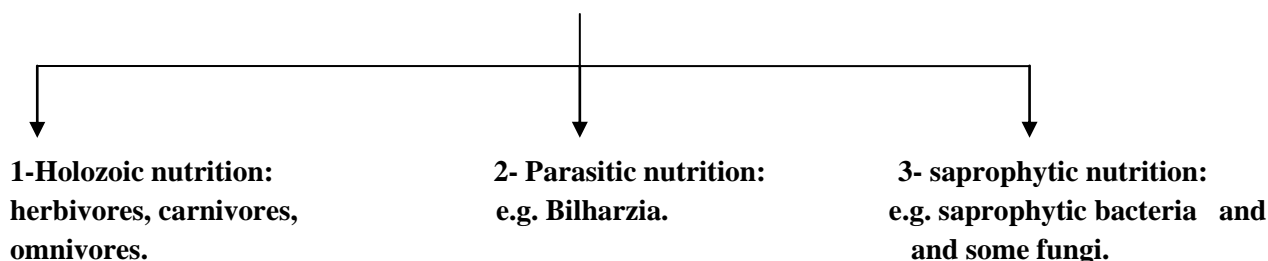 1-Holozoic nutrition:
herbivores, carnivores,
omnivores.
2- Parasitic nutrition:
e.g. Bilharzia.
3- saprophytic nutrition:
e.g. saprophytic bacteria and
and some fungi.